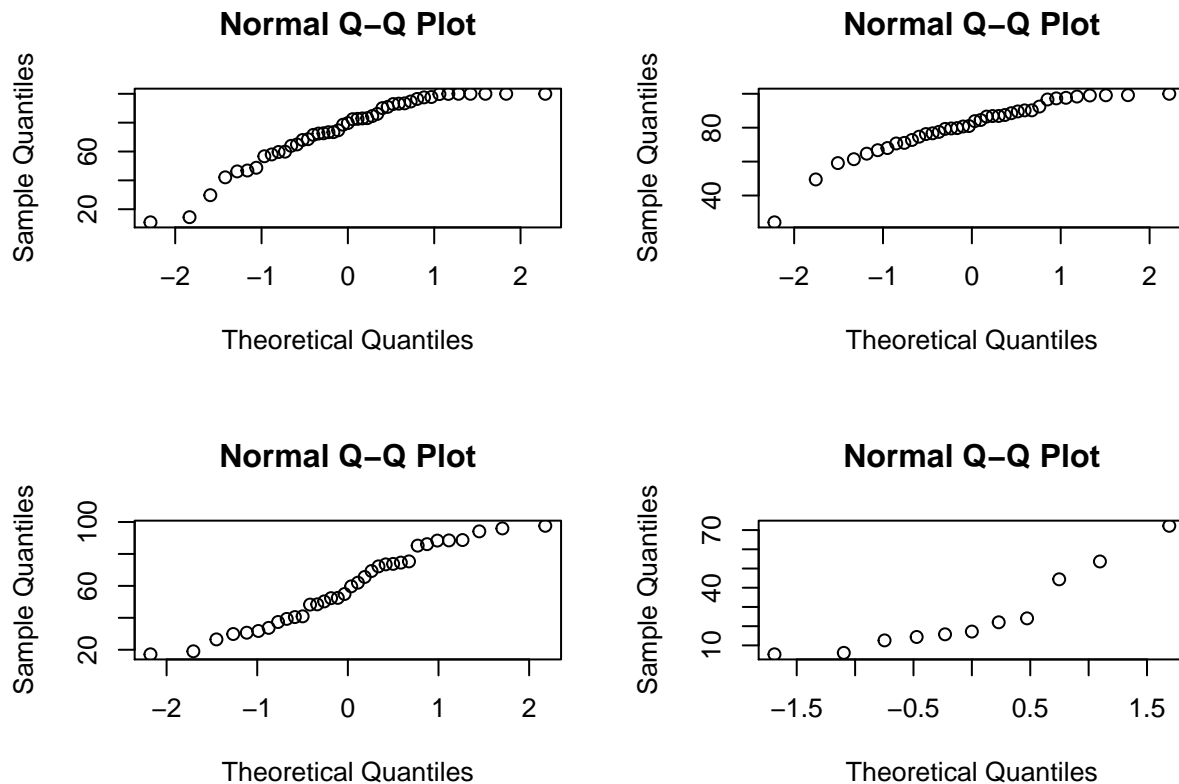 Normal Q−Q Plot
Sample Quantiles
20
60
−2
−1
0
1
2
Theoretical Quantiles
Normal Q−Q Plot
Sample Quantiles
40
80
−2
−1
0
1
2
Theoretical Quantiles
Normal Q−Q Plot
Sample Quantiles
20
60
100
−2
−1
0
1
2
Theoretical Quantiles
Normal Q−Q Plot
Sample Quantiles
10
40
70
−1.5
−0.5
0.5
1.5
Theoretical Quantiles